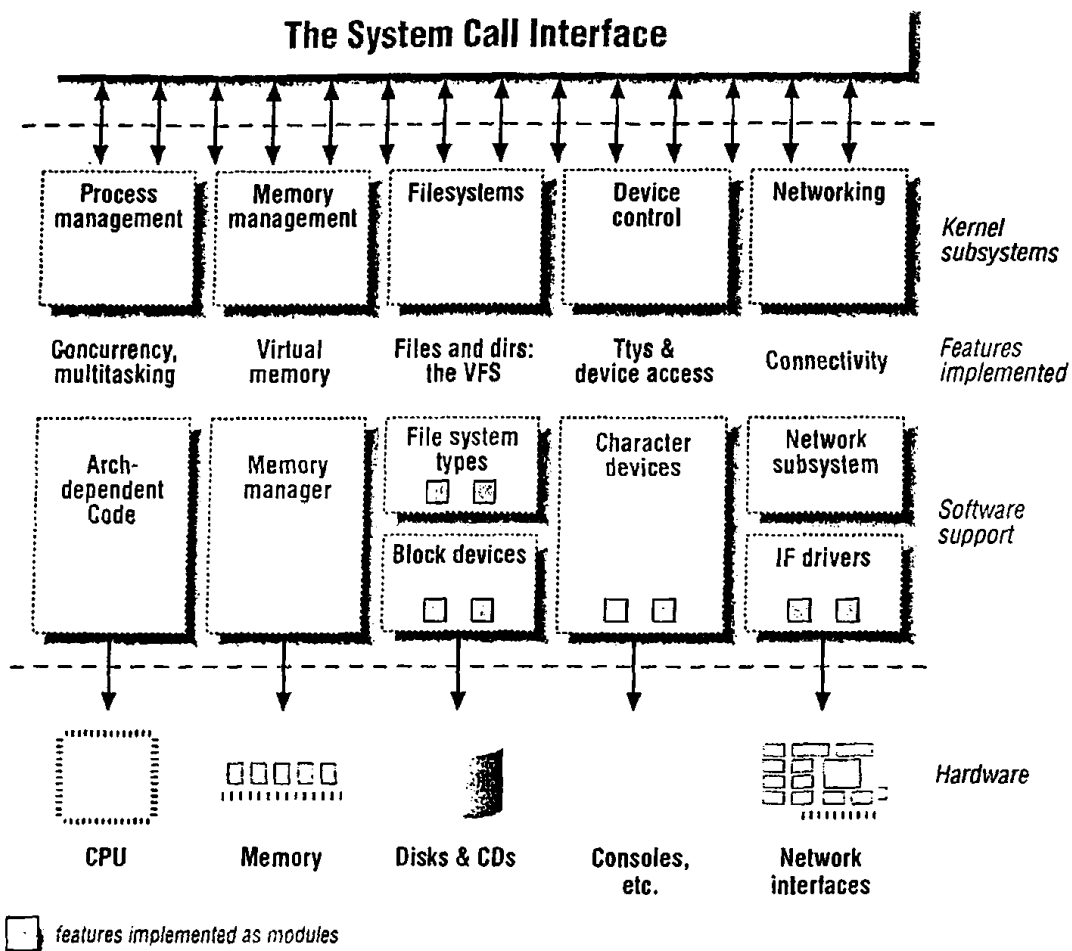 The System Call Interface
Process
management
Memory
management
Filesystems
Device
control
Networking
Kernel
subsystems
Concurrency,
multitasking
Virtual
memory
Files and dirs:
the VFS
Ttys &
device access
Connectivity
Features
implemented
Arch-
dependent
Code
Memory
manager
File system
types
Block devices
Character
devices
Network
subsystem
IF drivers
Software
support
Hardware
CPU
Memory
Disks & CDs
Consoles,
etc.
Network
interfaces
features implemented as modules